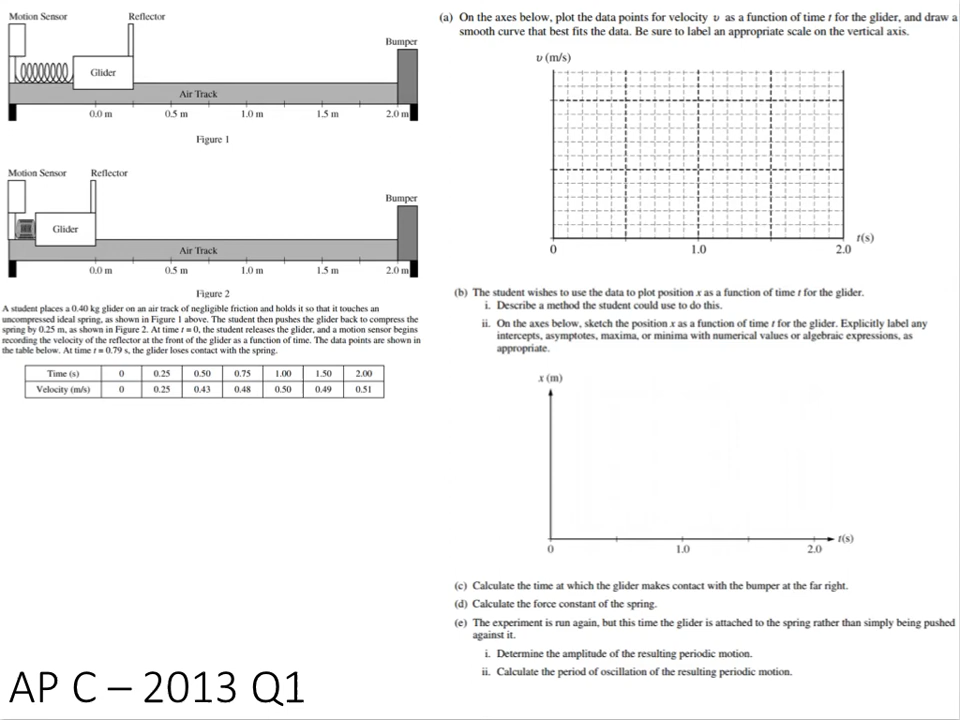 Motion Sensor
Reflector
Bumper
Glider
Air Track
0.0 m
0.5 m
1.0 m
1.5 m
2.0 m
Figure 1
Motion Sensor
Reflector
Bumper
Glider
Air Track
0.0 m
0.5 m
1.0 m
1.5 m
2.0 m
Figure 2
A student places a 0.40 kg glider on an air track of negligible friction and holds it so that it touches an
uncompressed ideal spring, as shown in Figure 1 above. The student then pushes the glider back to compress the
spring by 0.25 m, as shown in Figure 2. At time t = 0, the student releases the glider, and a motion sensor begins
recording the velocity of the reflector at the front of the glider as a function of time. The data points are shown in
the table below. At time t = 0.79 s, the glider loses contact with the spring.
Time (s) 0 0.25 0.50 0.75 1.00 1.50 2.00
Velocity (m/s) 0 0.25 0.43 0.48 0.50 0.49 0.51
AP C – 2013 Q1
(a) On the axes below, plot the data points for velocity υ as a function of time t for the glider, and draw a
smooth curve that best fits the data. Be sure to label an appropriate scale on the vertical axis.
υ (m/s)
t(s)
0
1.0
2.0
(b) The student wishes to use the data to plot position x as a function of time t for the glider.
i. Describe a method the student could use to do this.
ii. On the axes below, sketch the position x as a function of time t for the glider. Explicitly label any
intercepts, asymptotes, maxima, or minima with numerical values or algebraic expressions, as
appropriate.
x (m)
t(s)
0
1.0
2.0
(c) Calculate the time at which the glider makes contact with the bumper at the far right.
(d) Calculate the force constant of the spring.
(e) The experiment is run again, but this time the glider is attached to the spring rather than simply being pushed
against it.
i. Determine the amplitude of the resulting periodic motion.
ii. Calculate the period of oscillation of the resulting periodic motion.